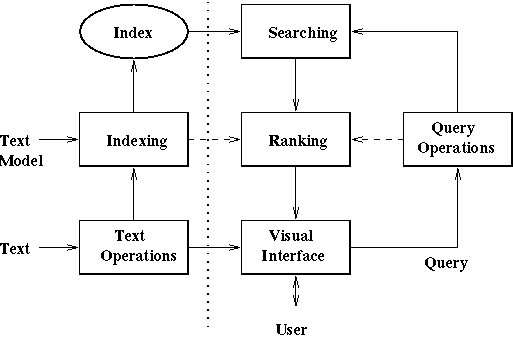 Index
Searching
Text
Model
Indexing
Ranking
Query
Operations
Text
Text
Operations
Visual
Interface
Query
User